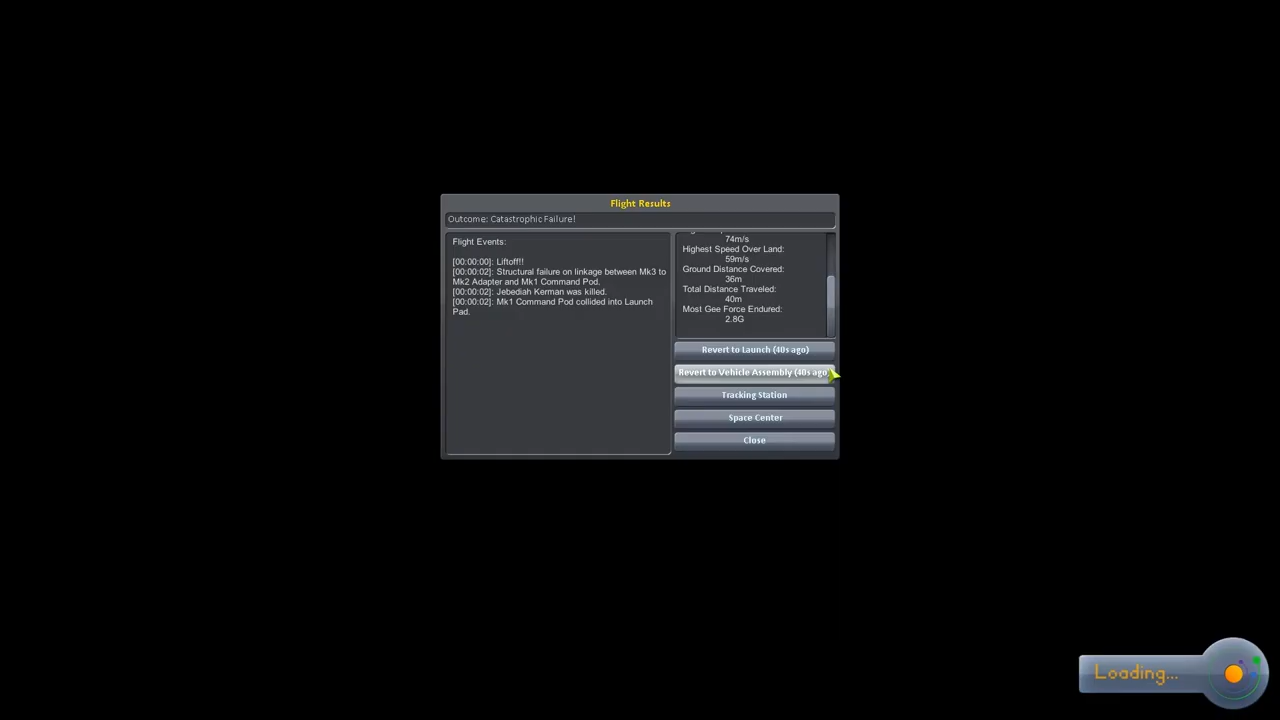 Flight Results
Outcome: Catastrophic Failure!
Flight Events:
[00:00:00]: Liftoff!!
[00:00:02]: Structural failure on linkage between Mk3 to
Mk2 Adapter and Mk1 Command Pod.
[00:00:02]: Jebediah Kerman was killed.
[00:00:02]: Mk1 Command Pod collided into Launch
Pad.
74m/s
Highest Speed Over Land:
59m/s
Ground Distance Covered:
36m
Total Distance Traveled:
40m
Most Gee Force Endured:
2.8G
Revert to Launch (40s ago)
Revert to Vehicle Assembly (40s ago
Tracking Station
Space Center
Close
Loading...